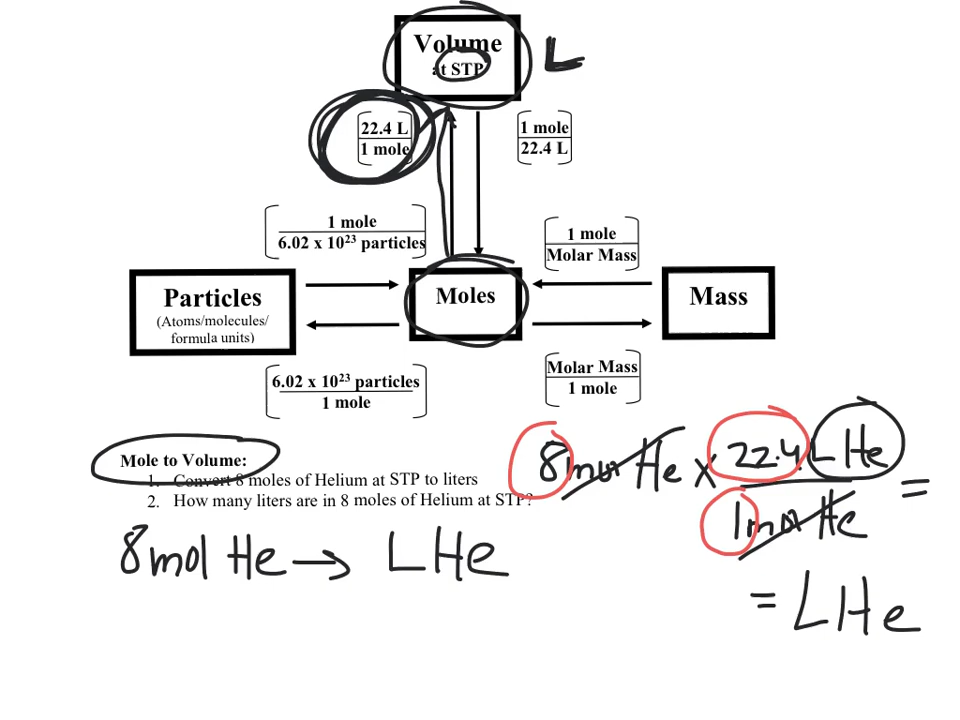 Volume
at STP
L
22.4 L
1 mole
1 mole
22.4 L
1 mole
6.02 x 10²³ particles
1 mole
Molar Mass
Particles
(Atoms/molecules/
formula units)
Moles
Mass
6.02 x 10²³ particles
1 mole
Molar Mass
1 mole
Mole to Volume:
1. Convert 8 moles of Helium at STP to liters
2. How many liters are in 8 moles of Helium at STP?
8 mol He x 22.4 L He
1 mol He
=
8 mol He → L He
= L He